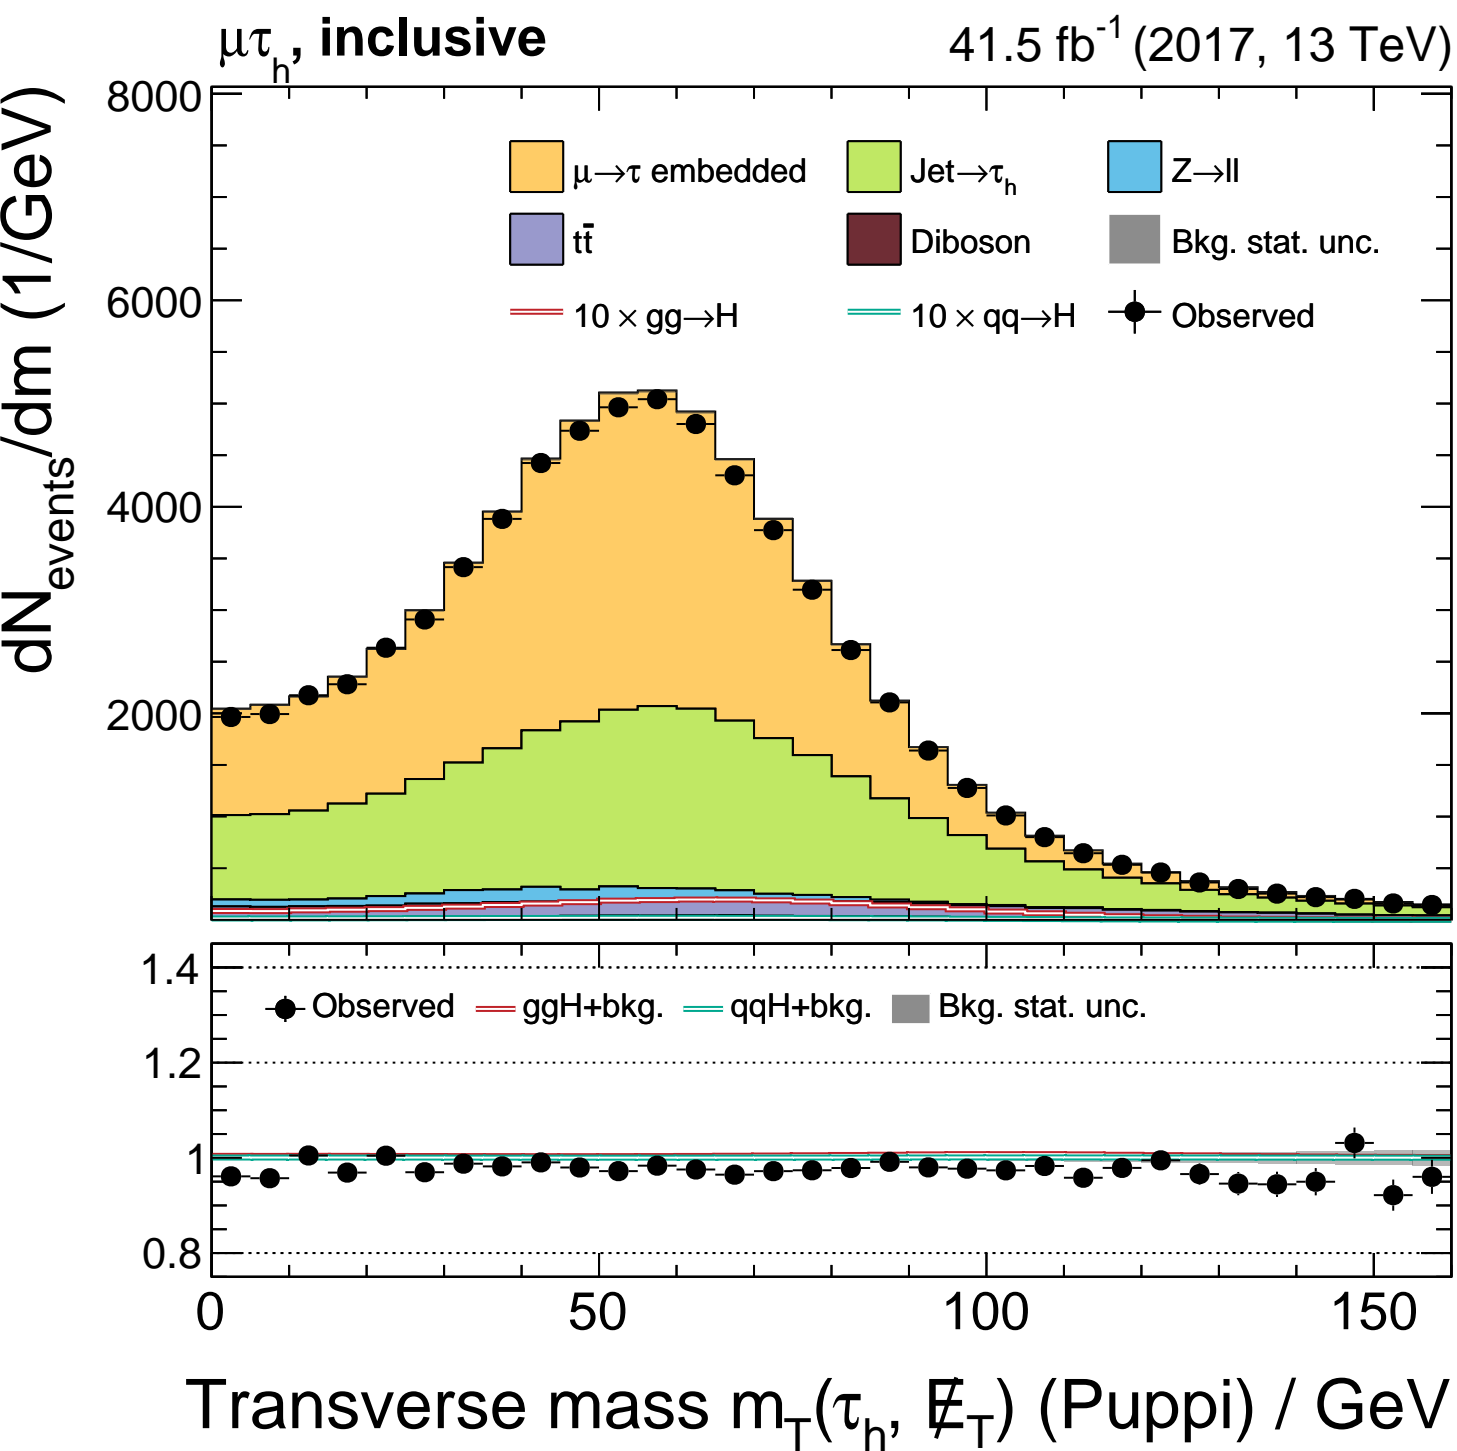 μτh, inclusive
41.5 fb-1 (2017, 13 TeV)
dNevents/dm (1/GeV)
8000
6000
4000
2000
μ→τ embedded
Jet→τh
Z→ll
tt̄
Diboson
Bkg. stat. unc.
10 × gg→H
10 × qq→H
Observed
1.4
1.2
1
0.8
Observed
ggH+bkg.
qqH+bkg.
Bkg. stat. unc.
0
50
100
150
Transverse mass mT(τh, E̸T) (Puppi) / GeV